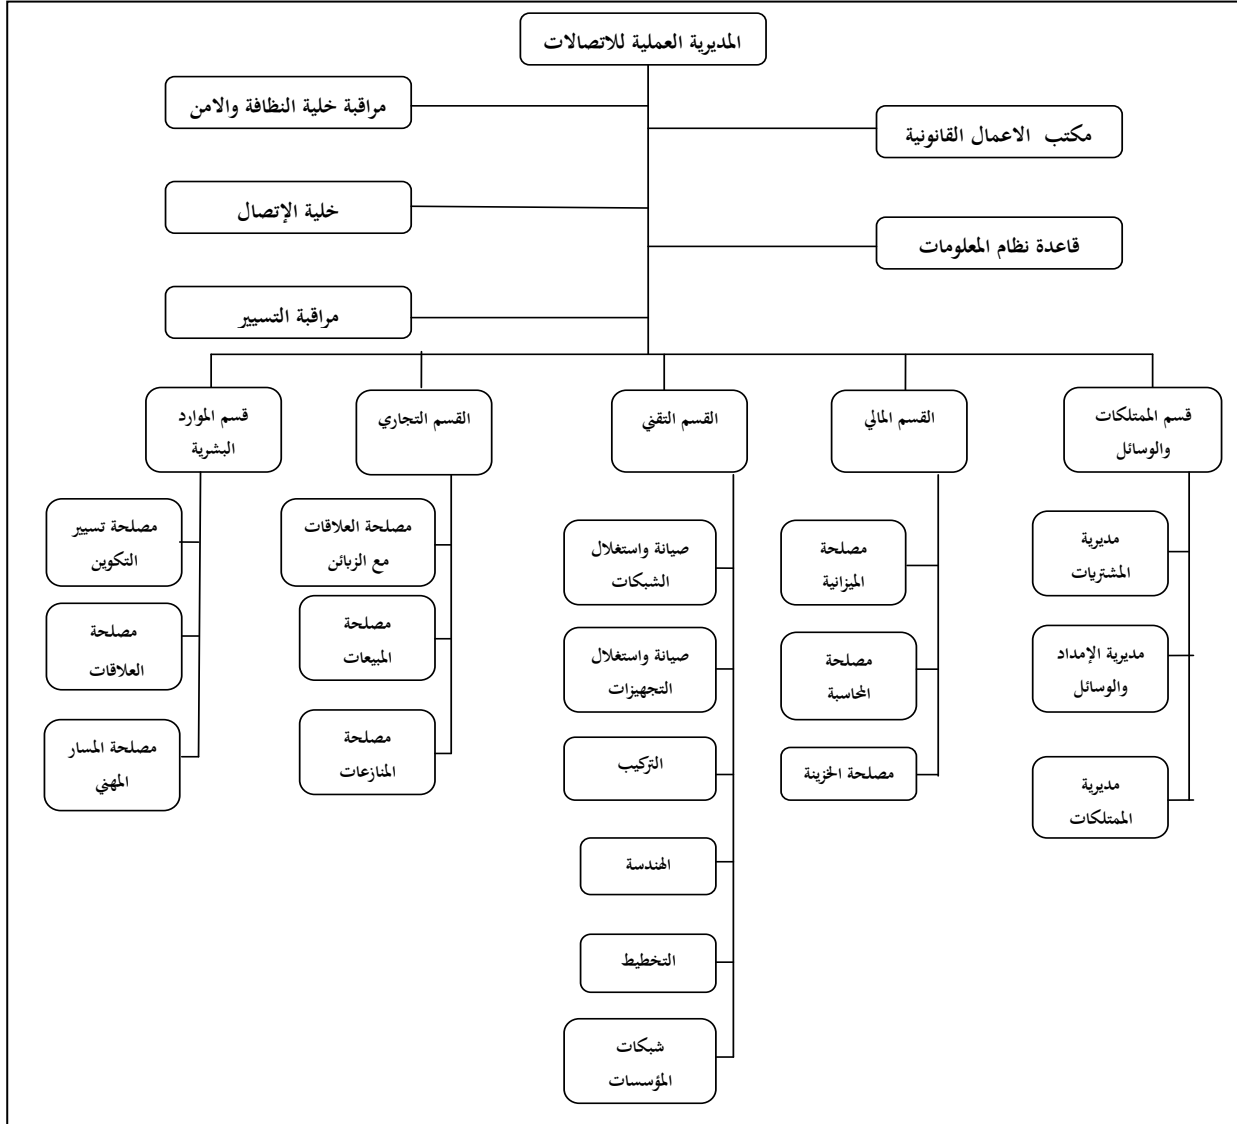 المديرية العملية للاتصالات
مراقبة خلية النظافة والامن
مكتب الاعمال القانونية
خلية الإتصال
قاعدة نظام المعلومات
مراقبة التسيير
قسم الممتلكات
والوسائل
القسم المالي
القسم التقني
القسم التجاري
قسم الموارد
البشرية
مديرية
المشتريات
مديرية الإمداد
والوسائل
مديرية
الممتلكات
مصلحة
الميزانية
مصلحة
المحاسبة
مصلحة الخزينة
صيانة واستغلال
الشبكات
صيانة واستغلال
التجهيزات
التركيب
الهندسة
التخطيط
شبكات
المؤسسات
مصلحة العلاقات
مع الزبائن
مصلحة
المبيعات
مصلحة
المنازعات
مصلحة تسيير
التكوين
مصلحة
العلاقات
مصلحة المسار
المهني